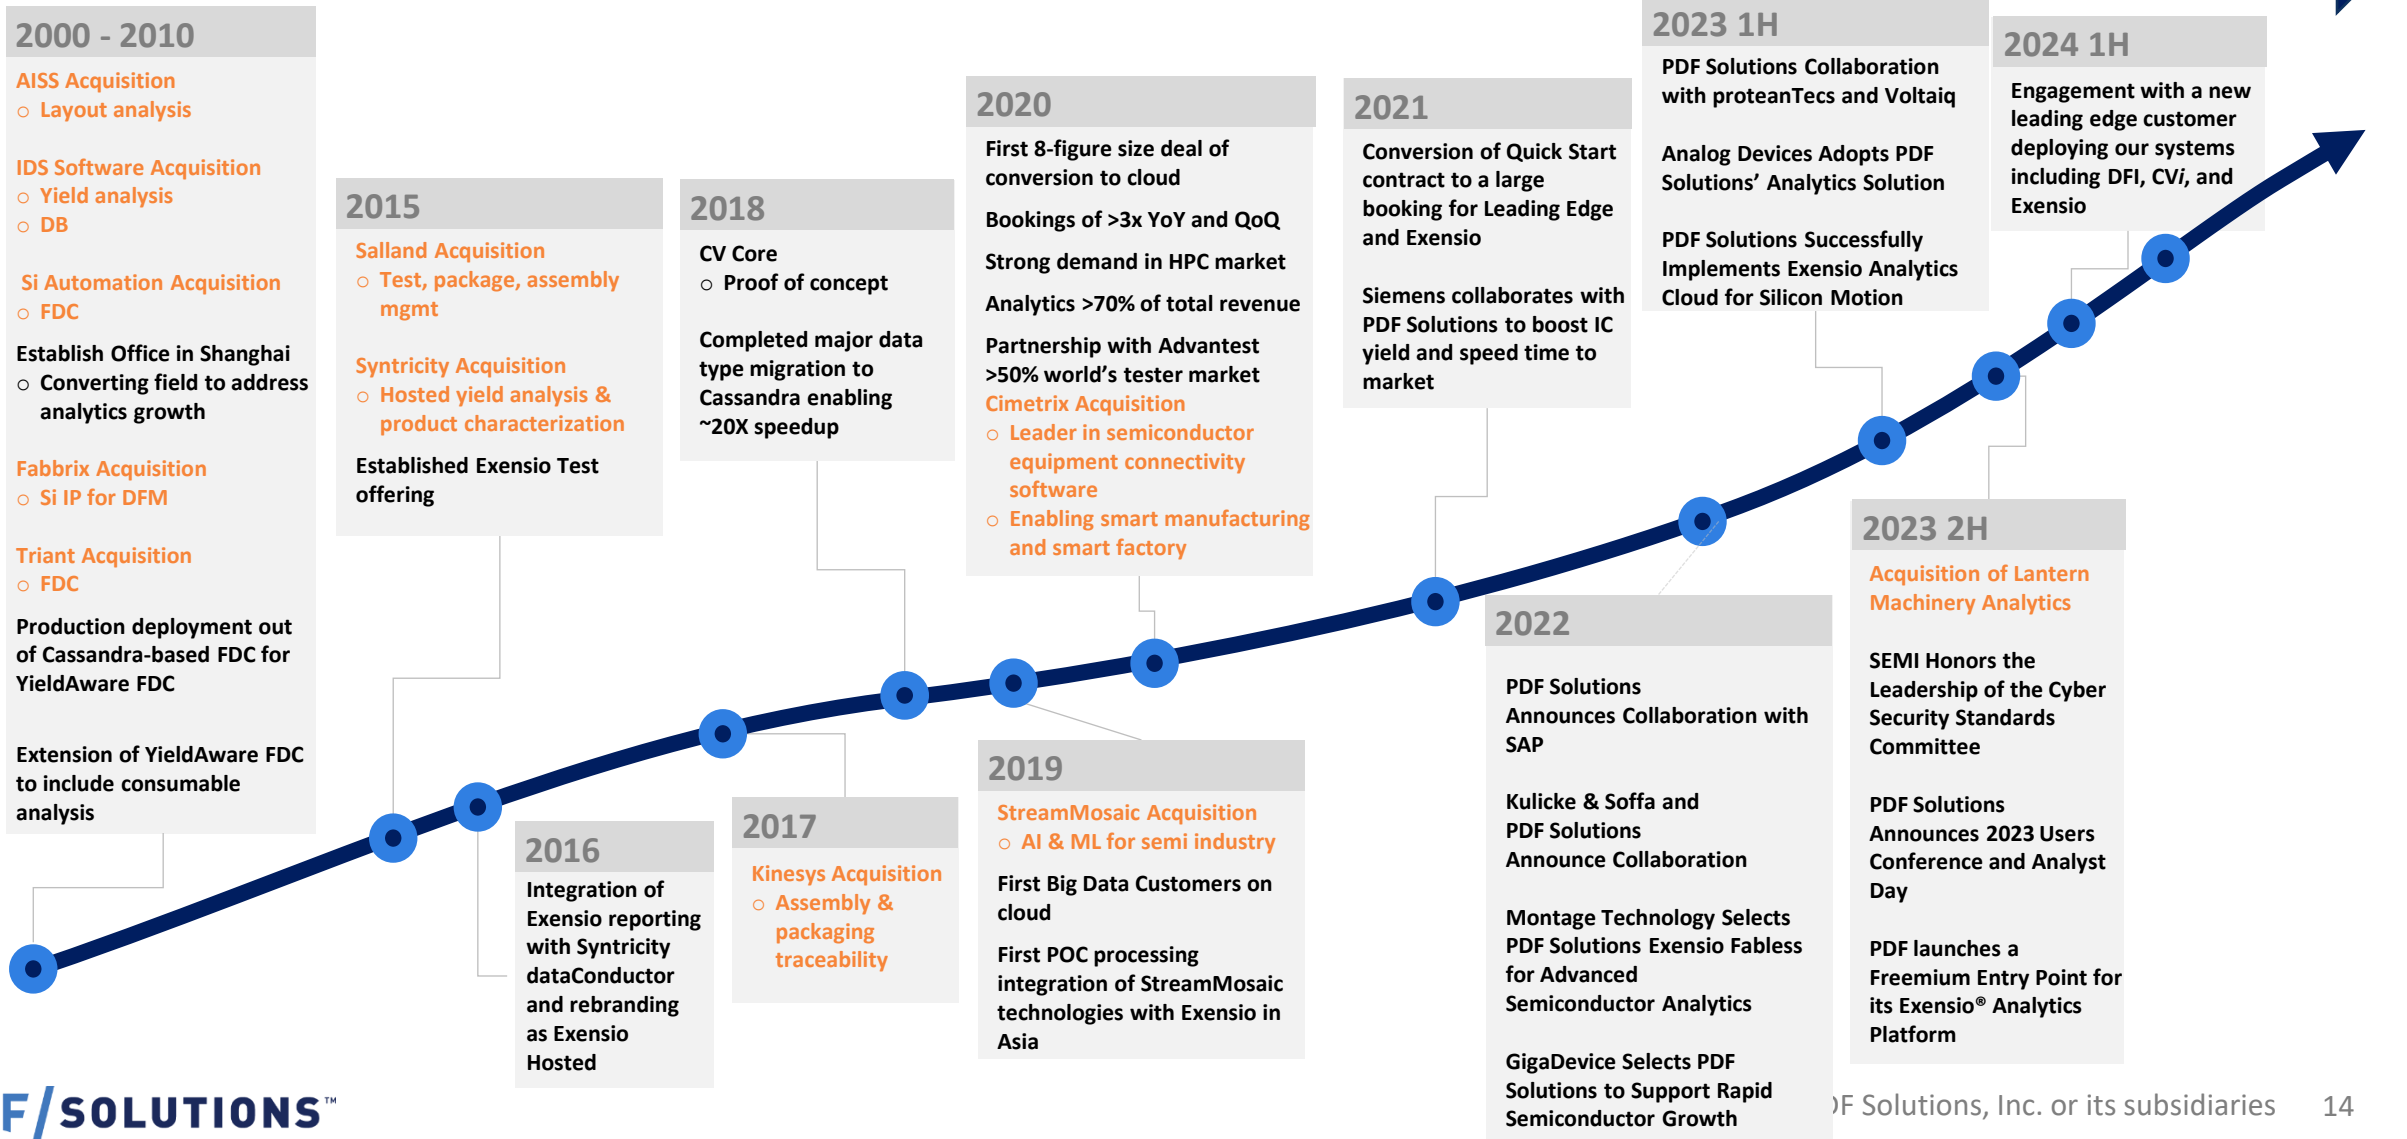 2000 - 2010
AISS Acquisition
o Layout analysis
IDS Software Acquisition
o Yield analysis
o DB
Si Automation Acquisition
o FDC
Establish Office in Shanghai
o Converting field to address
analytics growth
Fabbrix Acquisition
o Si IP for DFM
Triant Acquisition
o FDC
Production deployment out
of Cassandra-based FDC for
YieldAware FDC
Extension of YieldAware FDC
to include consumable
analysis
2015
Salland Acquisition
o Test, package, assembly
mgmt
Syntricity Acquisition
o Hosted yield analysis &
product characterization
Established Exensio Test
offering
2016
Integration of
Exensio reporting
with Syntricity
dataConductor
and rebranding
as Exensio
Hosted
2017
Kinesys Acquisition
o Assembly &
packaging
traceability
2018
CV Core
o Proof of concept
Completed major data
type migration to
Cassandra enabling
~20X speedup
2019
StreamMosaic Acquisition
o AI & ML for semi industry
First Big Data Customers on
cloud
First POC processing
integration of StreamMosaic
technologies with Exensio in
Asia
2020
First 8-figure size deal of
conversion to cloud
Bookings of >3x YoY and QoQ
Strong demand in HPC market
Analytics >70% of total revenue
Partnership with Advantest
>50% world’s tester market
Cimetrix Acquisition
o Leader in semiconductor
equipment connectivity
software
o Enabling smart manufacturing
and smart factory
2021
Conversion of Quick Start
contract to a large
booking for Leading Edge
and Exensio
Siemens collaborates with
PDF Solutions to boost IC
yield and speed time to
market
2022
PDF Solutions
Announces Collaboration with
SAP
Kulicke & Soffa and
PDF Solutions
Announce Collaboration
Montage Technology Selects
PDF Solutions Exensio Fabless
for Advanced
Semiconductor Analytics
GigaDevice Selects PDF
Solutions to Support Rapid
Semiconductor Growth
2023 1H
PDF Solutions Collaboration
with proteanTecs and Voltaiq
Analog Devices Adopts PDF
Solutions’ Analytics Solution
PDF Solutions Successfully
Implements Exensio Analytics
Cloud for Silicon Motion
2023 2H
Acquisition of Lantern
Machinery Analytics
SEMI Honors the
Leadership of the Cyber
Security Standards
Committee
PDF Solutions
Announces 2023 Users
Conference and Analyst
Day
PDF launches a
Freemium Entry Point for
its Exensio® Analytics
Platform
2024 1H
Engagement with a new
leading edge customer
deploying our systems
including DFI, CVi, and
Exensio
F/SOLUTIONS™
F Solutions, Inc. or its subsidiaries
14